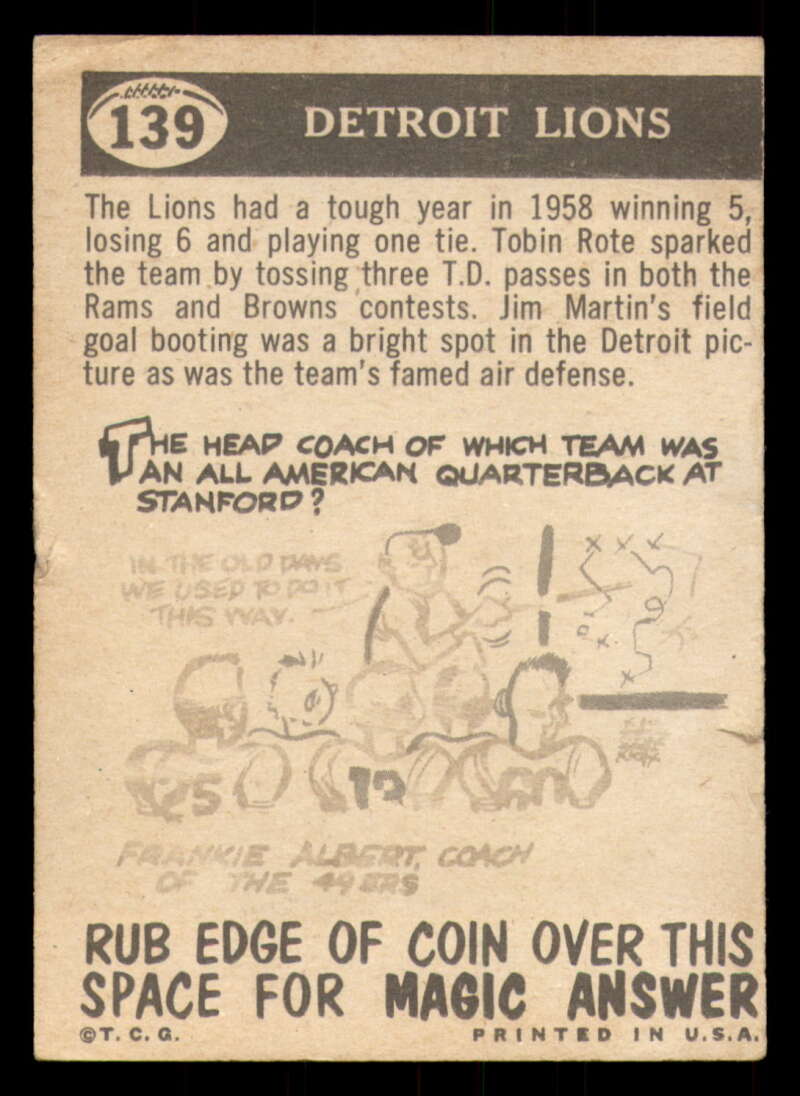 139
DETROIT LIONS
The Lions had a tough year in 1958 winning 5,
losing 6 and playing one tie. Tobin Rote sparked
the team by tossing three T.D. passes in both the
Rams and Browns contests. Jim Martin's field
goal booting was a bright spot in the Detroit pic-
ture as was the team's famed air defense.
THE HEAD COACH OF WHICH TEAM WAS
AN ALL AMERICAN QUARTERBACK AT
STANFORD?
IN THE OLD DAYS
WE USED TO DO IT
THIS WAY.
25 12 60
FRANKIE ALBERT, COACH
OF THE 49ERS
RUB EDGE OF COIN OVER THIS
SPACE FOR MAGIC ANSWER
©T. C. G.
PRINTED IN U.S.A.